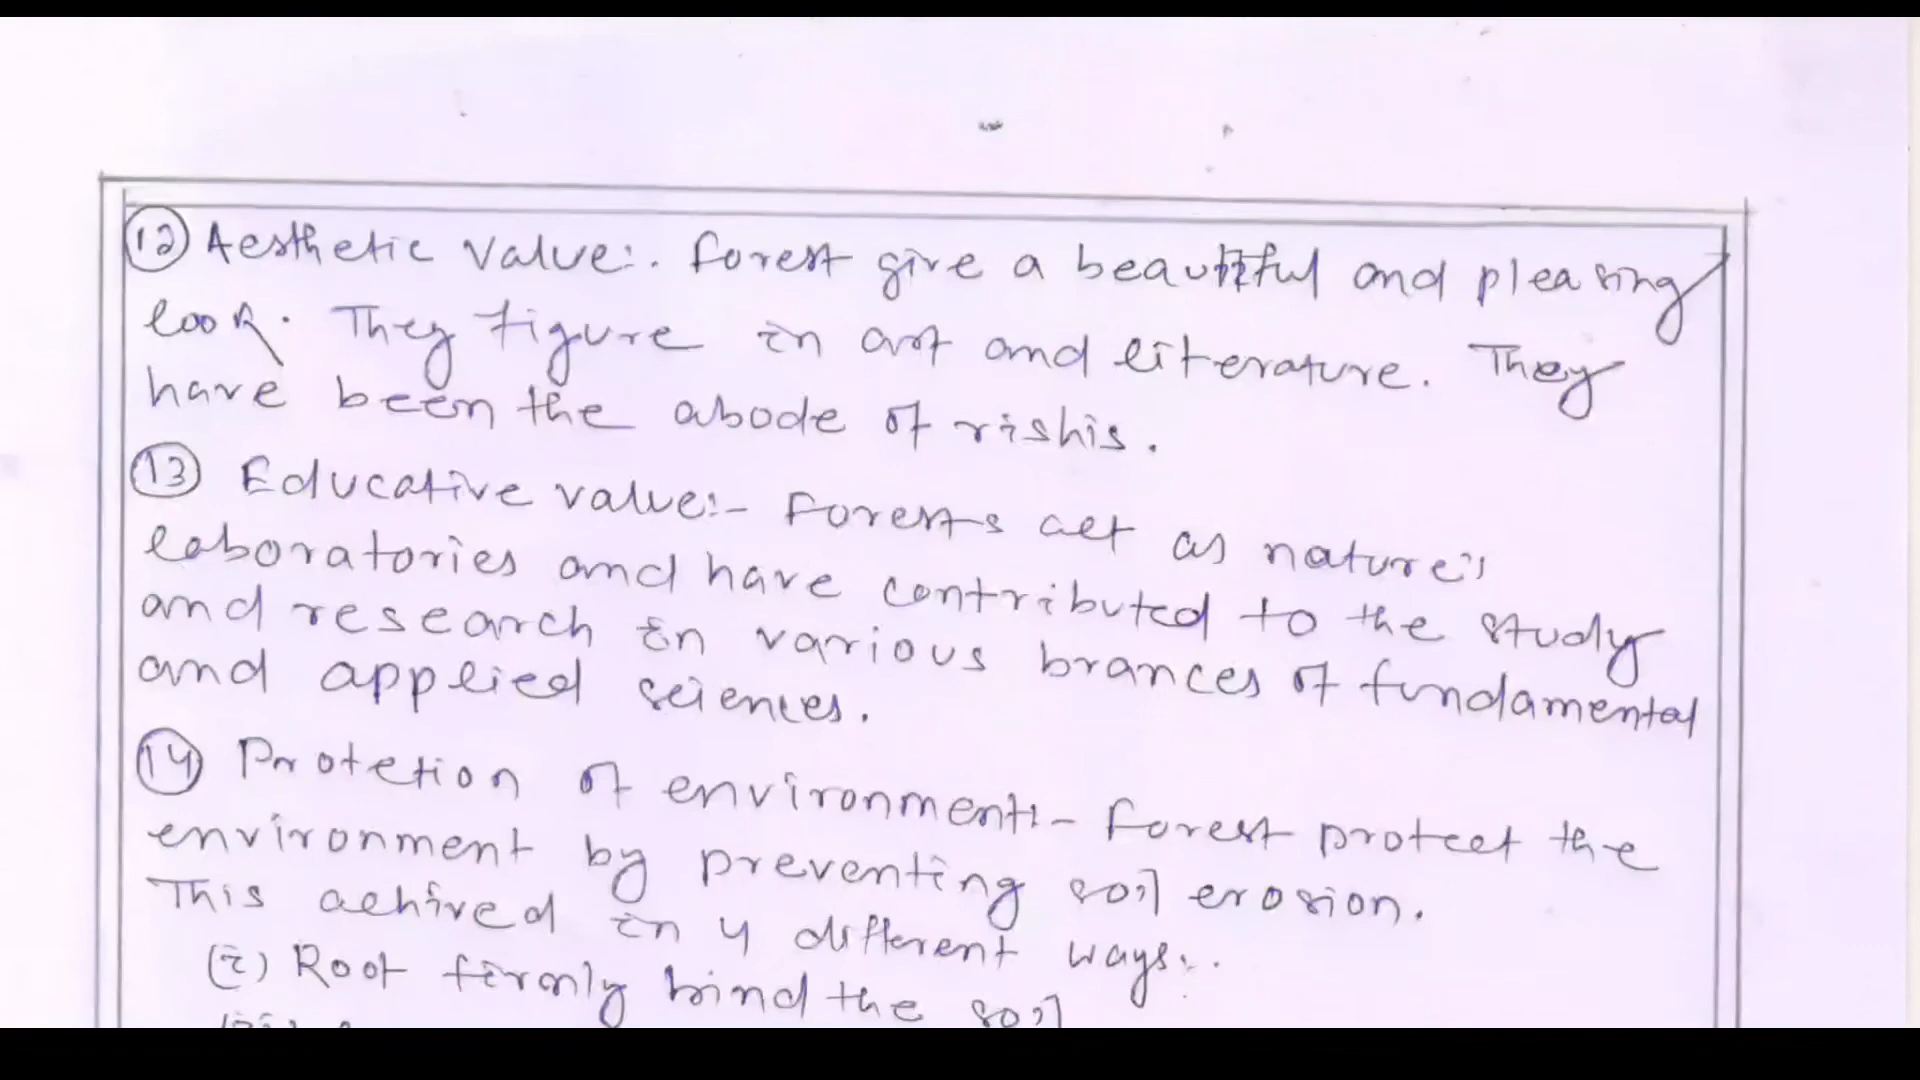 (12) Aesthetic Value:- Forest give a beautiful and pleasing
look. They figure in art and literature. They
have been the abode of rishis.
(13) Educative value:- Forests act as nature's
laboratories and have contributed to the study
and research in various brances of fundamental
and applied sciences.
(14) Protetion of environment:- Forest protect the
environment by preventing soil erosion.
This achived in 4 different ways:-
(i) Root firmly bind the soil